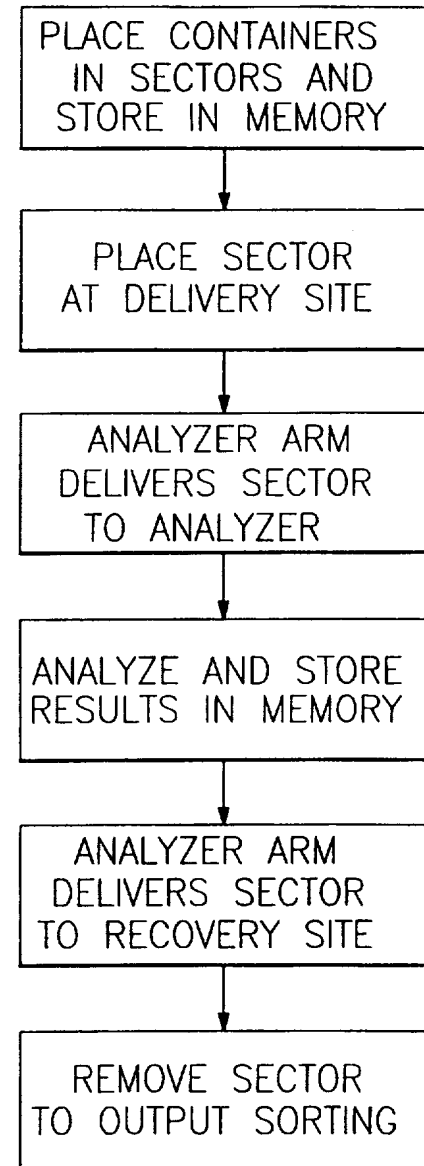 PLACE CONTAINERS
IN SECTORS AND
STORE IN MEMORY
PLACE SECTOR
AT DELIVERY SITE
ANALYZER ARM
DELIVERS SECTOR
TO ANALYZER
ANALYZE AND STORE
RESULTS IN MEMORY
ANALYZER ARM
DELIVERS SECTOR
TO RECOVERY SITE
REMOVE SECTOR
TO OUTPUT SORTING